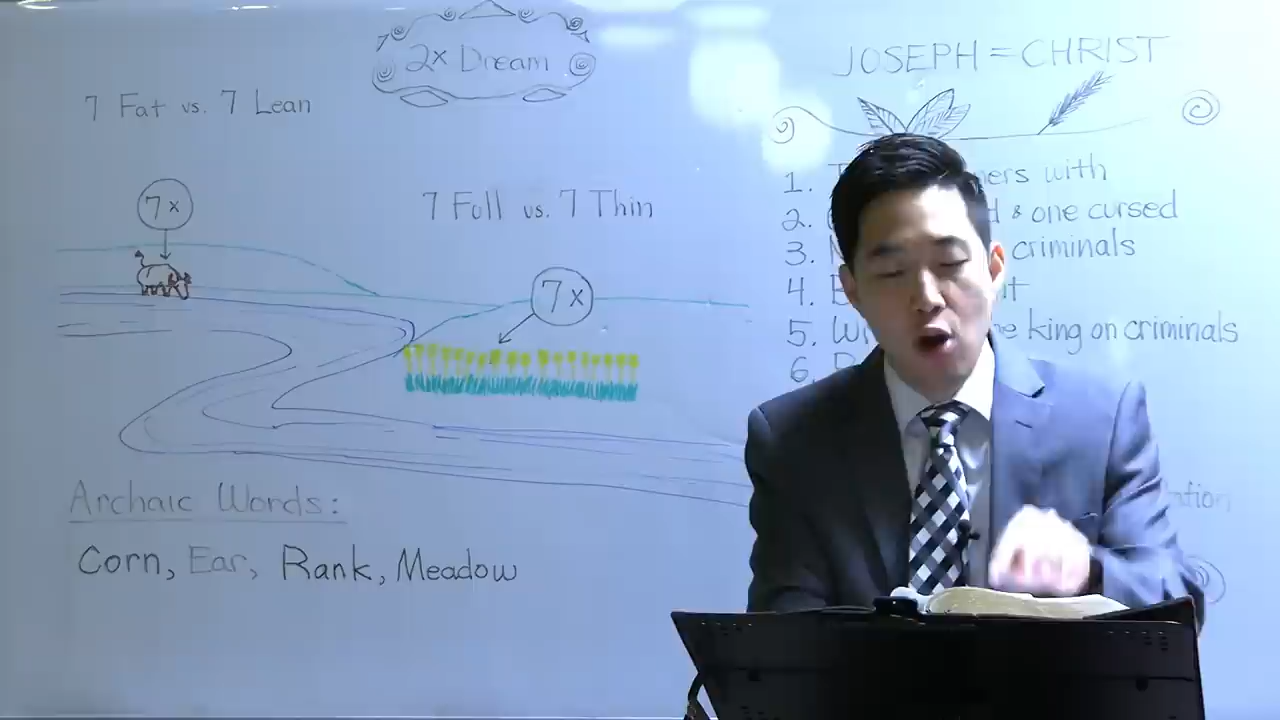 2x Dream
7 Fat vs. 7 Lean
7x
7 Full vs. 7 Thin
7x
Archaic Words:
Corn, Ear, Rank, Meadow
JOSEPH = CHRIST
1. with
2. & one cursed
3. criminals
4.
5. king on criminals
6.